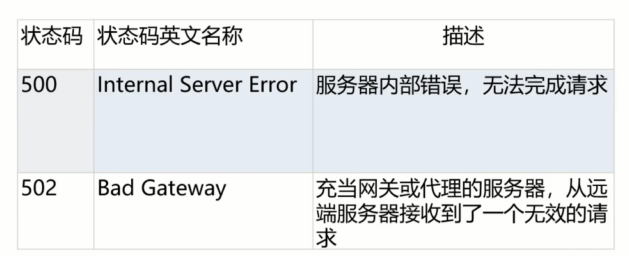 状态码 状态码英文名称 描述
500 Internal Server Error 服务器内部错误，无法完成请求
502 Bad Gateway 充当网关或代理的服务器，从远
端服务器接收到了一个无效的请
求